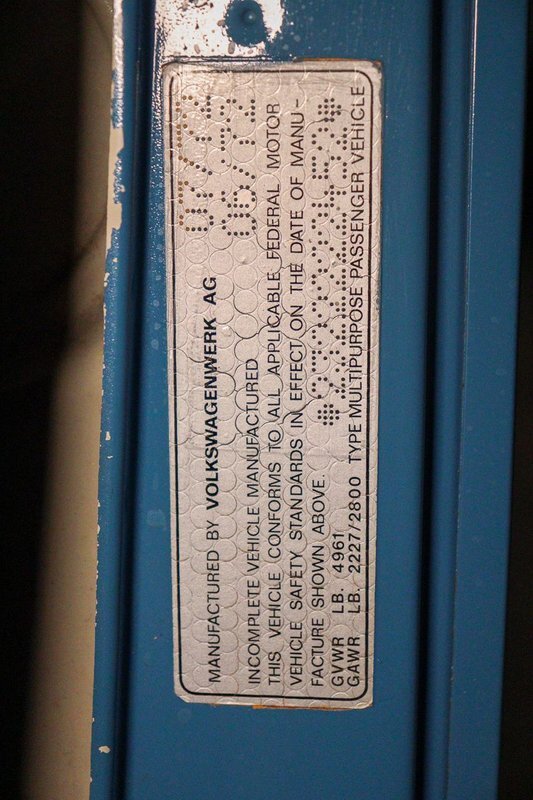 MANUFACTURED BY VOLKSWAGENWERK AG
INCOMPLETE VEHICLE MANUFACTURED
THIS VEHICLE CONFORMS TO ALL APPLICABLE FEDERAL MOTOR
VEHICLE SAFETY STANDARDS IN EFFECT ON THE DATE OF MANU-
FACTURE SHOWN ABOVE.
GVWR LB. 4961
GAWR LB. 2227/2800 TYPE MULTIPURPOSE PASSENGER VEHICLE